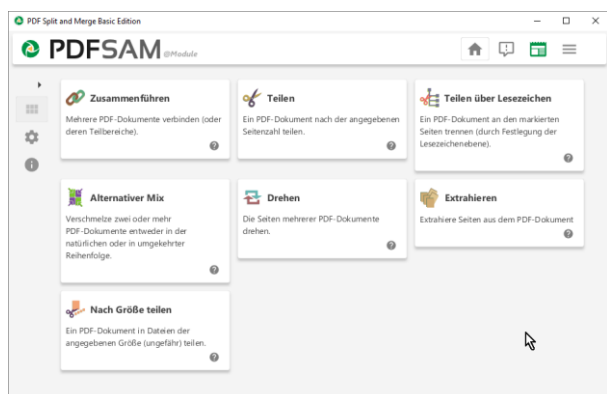 PDF Split and Merge Basic Edition
PDFSAM @Module
Zusammenführen
Mehrere PDF-Dokumente verbinden (oder
deren Teilbereiche).
Teilen
Ein PDF-Dokument nach der angegebenen
Seitenzahl teilen.
Teilen über Lesezeichen
Ein PDF-Dokument an den markierten
Seiten trennen (durch Festlegung der
Lesezeichenebene).
Alternativer Mix
Verschmelze zwei oder mehr
PDF-Dokumente entweder in der
natürlichen oder in umgekehrter
Reihenfolge.
Drehen
Die Seiten mehrerer PDF-Dokumente
drehen.
Extrahieren
Extrahiere Seiten aus dem PDF-Dokument
Nach Größe teilen
Ein PDF-Dokument in Dateien der
angegebenen Größe (ungefähr) teilen.